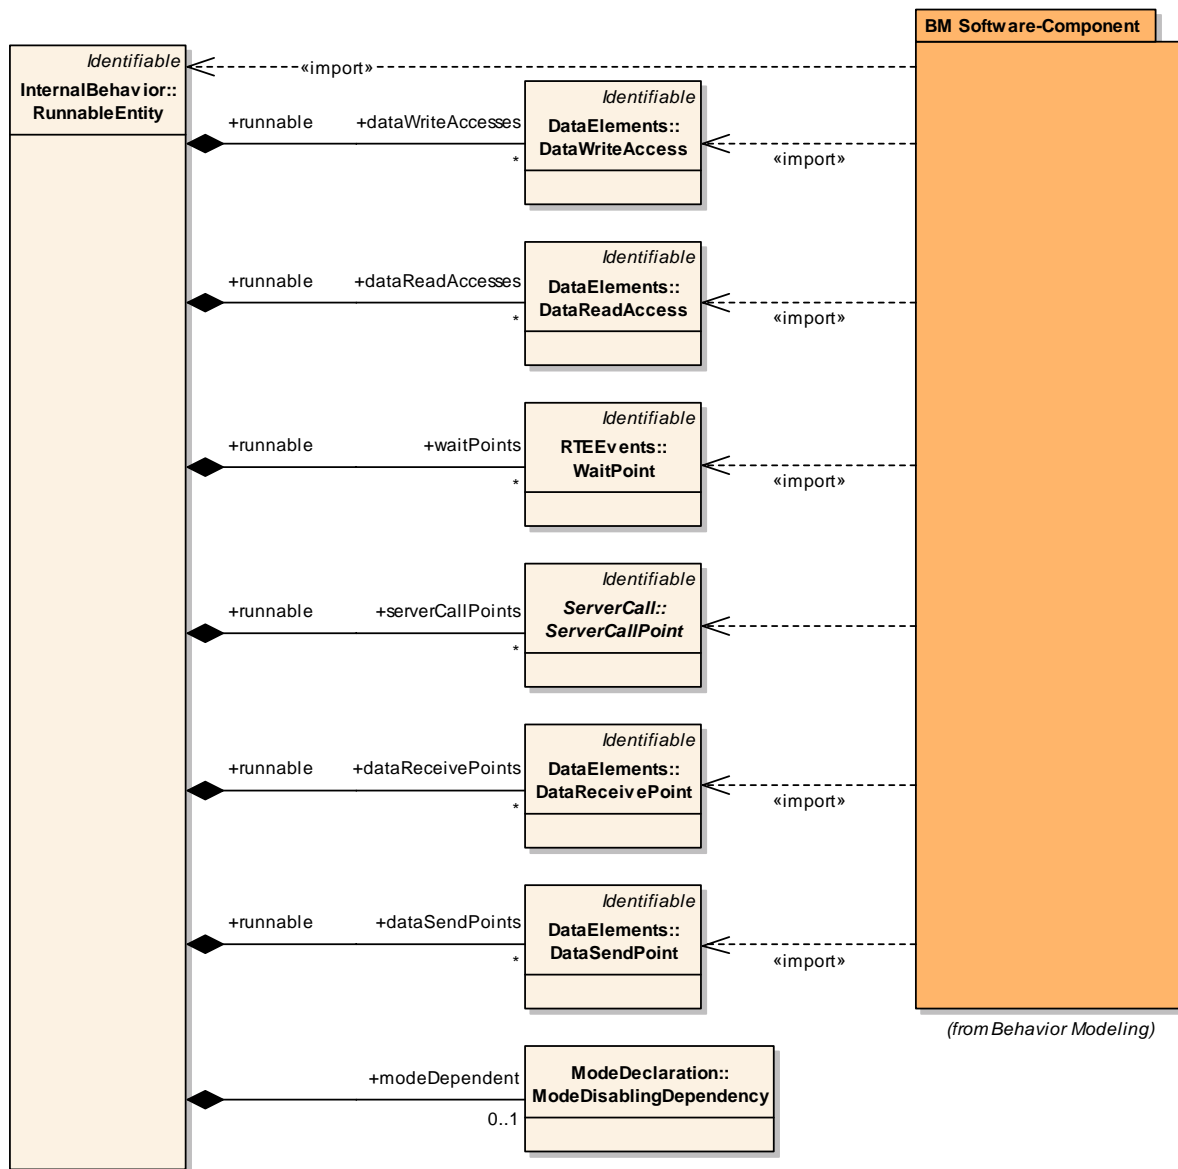 BM Software-Component
Identifiable
InternalBehavior::
RunnableEntity
«import»
+runnable
+dataWriteAccesses
*
Identifiable
DataElements::
DataWriteAccess
«import»
+runnable
+dataReadAccesses
*
Identifiable
DataElements::
DataReadAccess
«import»
+runnable
+waitPoints
*
Identifiable
RTEEvents::
WaitPoint
«import»
+runnable
+serverCallPoints
*
Identifiable
ServerCall::
ServerCallPoint
+runnable
+dataReceivePoints
*
Identifiable
DataElements::
DataReceivePoint
«import»
+runnable
+dataSendPoints
*
Identifiable
DataElements::
DataSendPoint
«import»
(from Behavior Modeling)
+modeDependent
0..1
ModeDeclaration::
ModeDisablingDependency